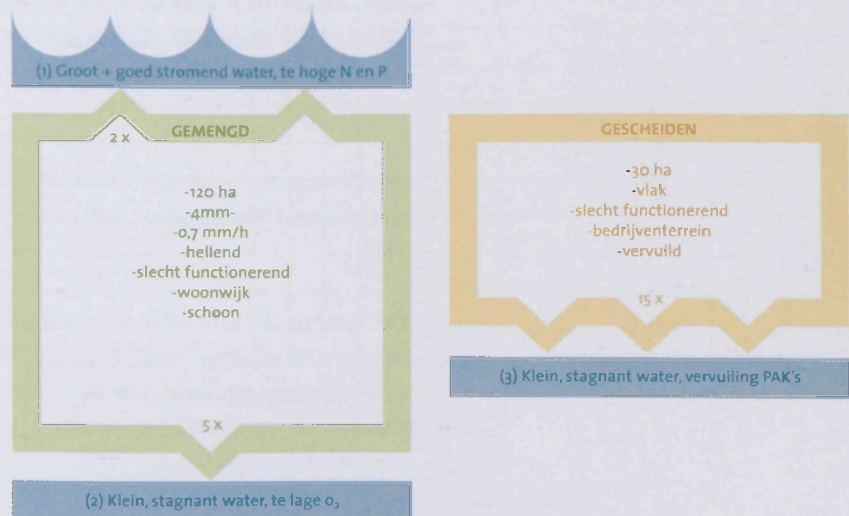 (1) Groot + goed stromend water, te hoge N en P
GEMENGD
2 x
-120 ha
-4mm-
-0,7 mm/h
-hellend
-slecht functionerend
-woonwijk
-schoon
5 x
(2) Klein, stagnant water, te lage o₂
GESCHEIDEN
-30 ha
-vlak
-slecht functionerend
-bedrijventerrein
-vervuild
15 x
(3) Klein, stagnant water, vervuiling PAK's